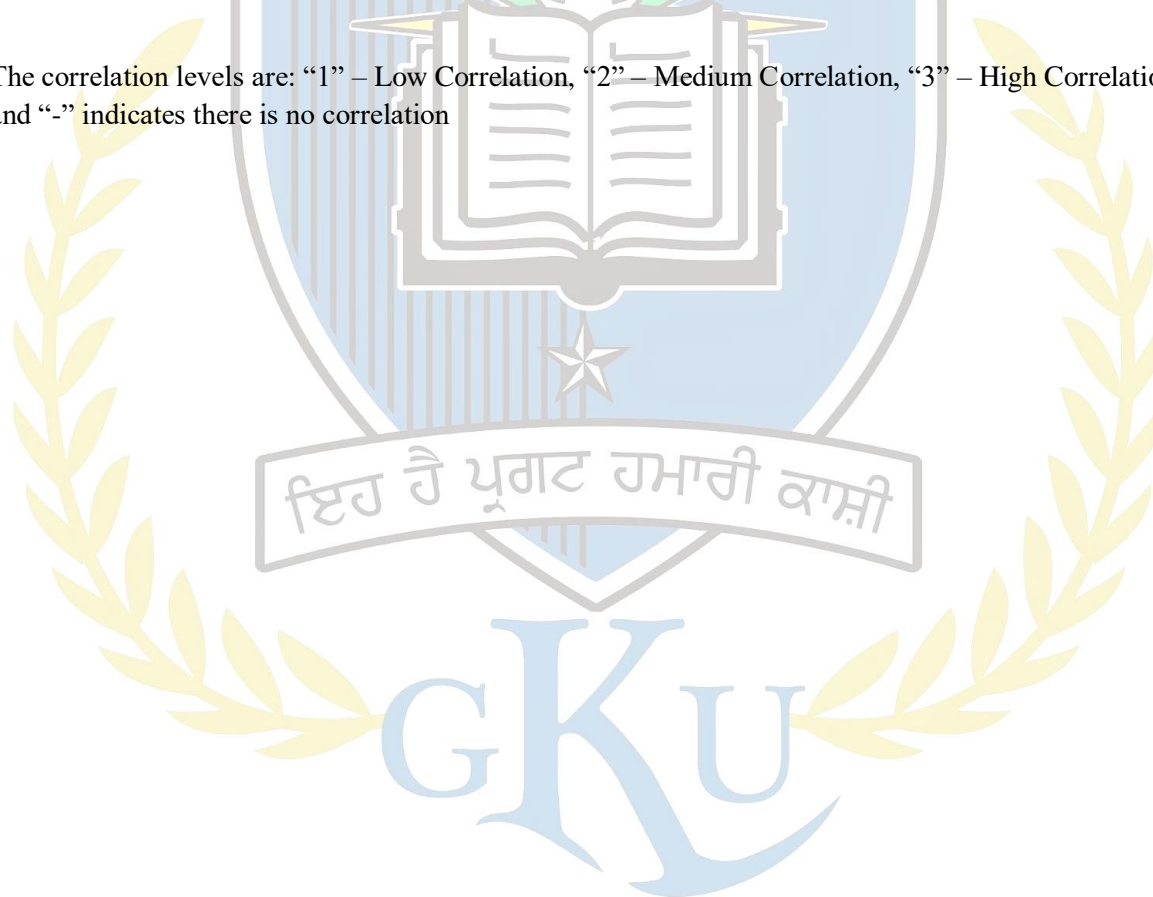 The correlation levels are: “1” – Low Correlation, “2” – Medium Correlation, “3” – High Correlatio
and “-” indicates there is no correlation
ਇਹ ਹੈ ਪ੍ਰਗਟ ਹਮਾਰੀ ਕਾਸ਼ੀ
GKU